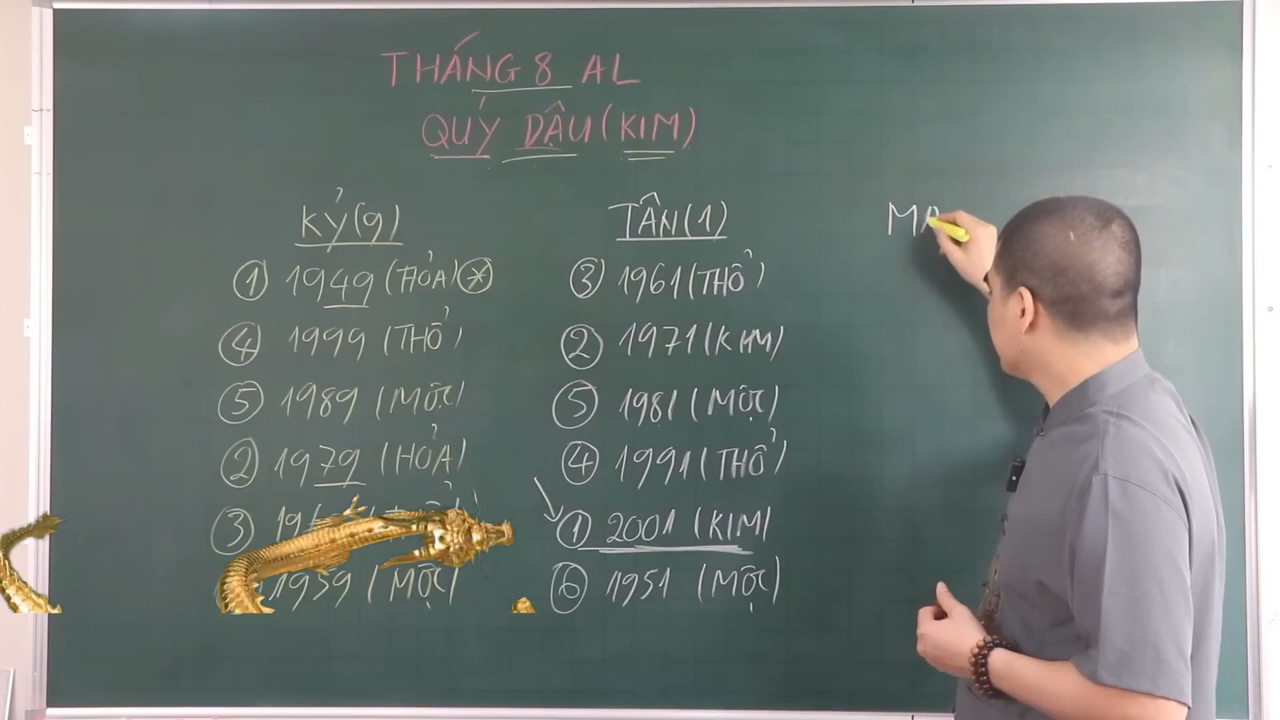 THÁNG 8 AL
QUÝ DẬU (KIM)
KỶ (9)
① 1949 (HỎA) *
④ 1999 (THỔ)
⑤ 1989 (MỘC)
② 1979 (HỎA)
③
1959 (MỘC)
TÂN (1)
③ 1961 (THỔ)
② 1971 (KIM)
⑤ 1981 (MỘC)
④ 1991 (THỔ)
① 2001 (KIM)
⑥ 1951 (MỘC)
MA